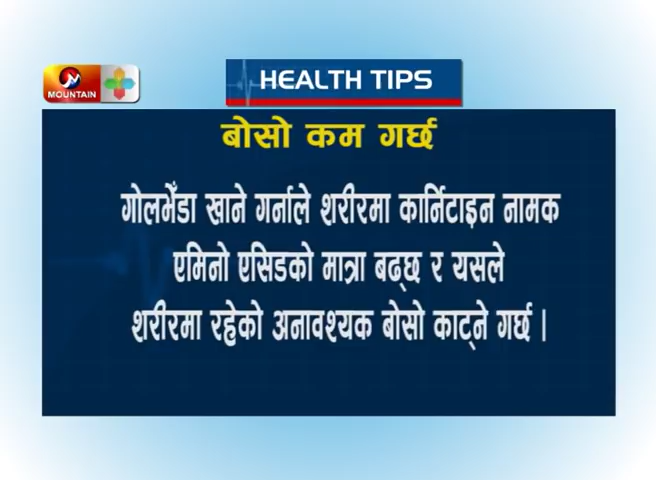 MOUNTAIN
HEALTH TIPS
बोसो कम गर्छ
गोलभेँडा खाने गर्नाले शरीरमा कार्निटाइन नामक
एमिनो एसिडको मात्रा बढ्छ र यसले
शरीरमा रहेको अनावश्यक बोसो काट्ने गर्छ ।